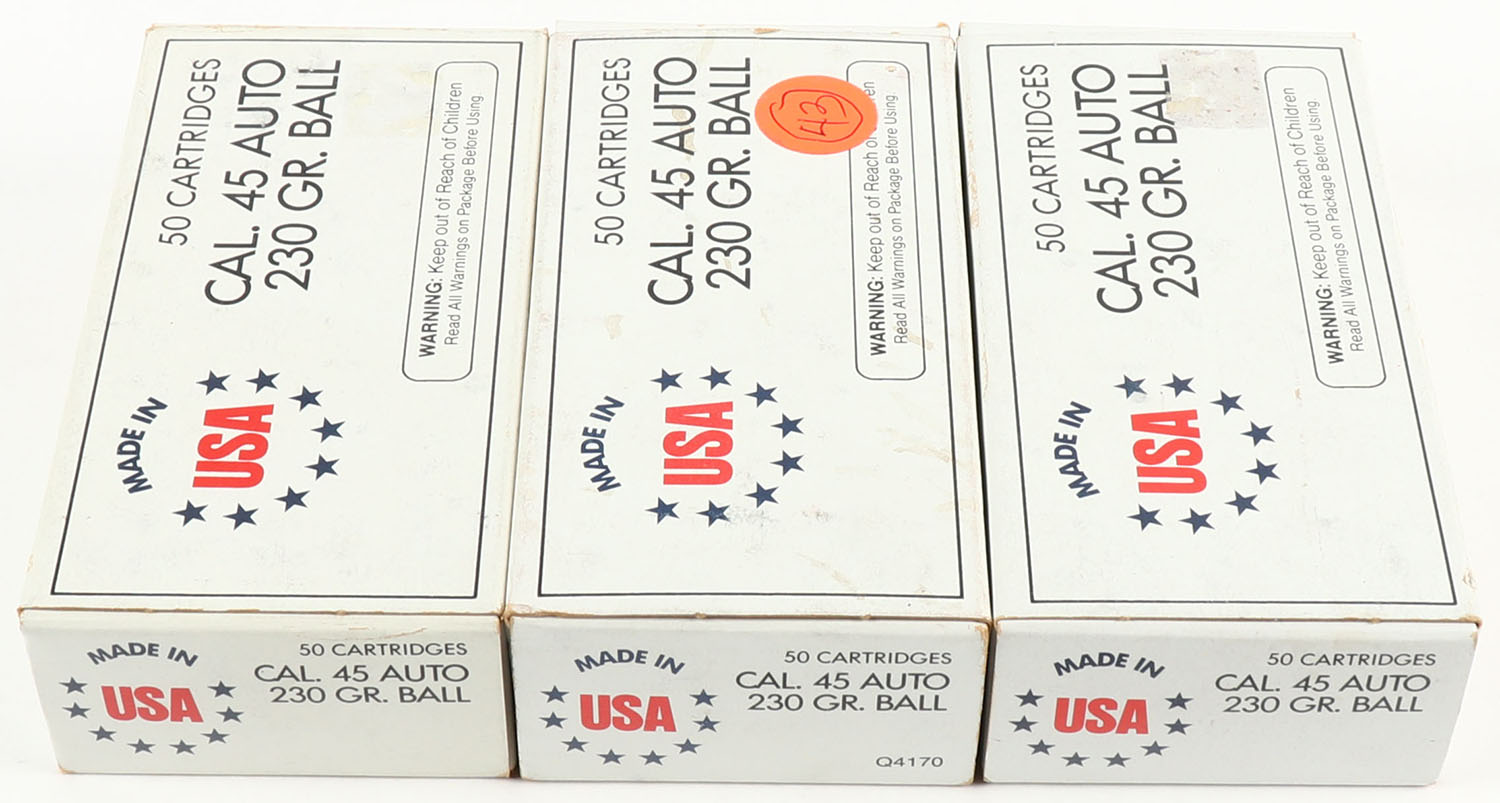 50 CARTRIDGES
CAL. 45 AUTO
230 GR. BALL
WARNING: Keep out of Reach of Children
Read All Warnings on Package Before Using
MADE IN
USA
50 CARTRIDGES
CAL. 45 AUTO
230 GR. BALL
43
WARNING: Keep out of Reach of ren
Read All Warnings on Package Before Using
MADE IN
USA
50 CARTRIDGES
CAL. 45 AUTO
230 GR. BALL
WARNING: Keep out of Reach of Children
Read All Warnings on Package Before Using
MADE IN
USA
MADE IN
USA
50 CARTRIDGES
CAL. 45 AUTO
230 GR. BALL
MADE IN
USA
50 CARTRIDGES
CAL. 45 AUTO
230 GR. BALL
Q4170
MADE IN
USA
50 CARTRIDGES
CAL. 45 AUTO
230 GR. BALL